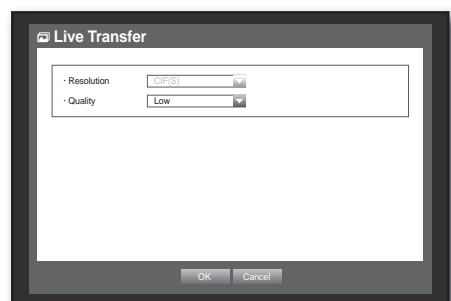 Live Transfer
· Resolution CIF(S)
· Quality Low
OK Cancel